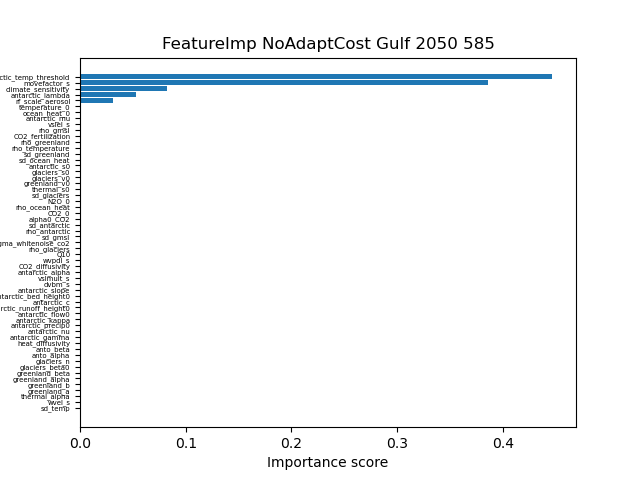 FeatureImp NoAdaptCost Gulf 2050 585
ctic_temp_threshold
movefactor_s
climate_sensitivity
antarctic_lambda
rf_scale_aerosol
temperature_0
ocean_heat_0
antarctic_mu
vslel_s
rho_gmsl
CO2_fertilization
rho_greenland
rho_temperature
sd_greenland
sd_ocean_heat
antarctic_s0
glaciers_s0
glaciers_v0
greenland_v0
thermal_s0
sd_glaciers
N2O_0
rho_ocean_heat
CO2_0
alpha0_CO2
sd_antarctic
rho_antarctic
sd_gmsl
gma_whitenoise_co2
rho_glaciers
Q10
wvpdl_s
CO2_diffusivity
antarctic_alpha
vslmult_s
dvbm_s
antarctic_slope
ntarctic_bed_height0
antarctic_c
rctic_runoff_height0
antarctic_flow0
antarctic_kappa
antarctic_precip0
antarctic_nu
antarctic_gamma
heat_diffusivity
anto_beta
anto_alpha
glaciers_n
glaciers_beta0
greenland_beta
greenland_alpha
greenland_b
greenland_a
thermal_alpha
wvel_s
sd_temp
0.0 0.1 0.2 0.3 0.4
Importance score